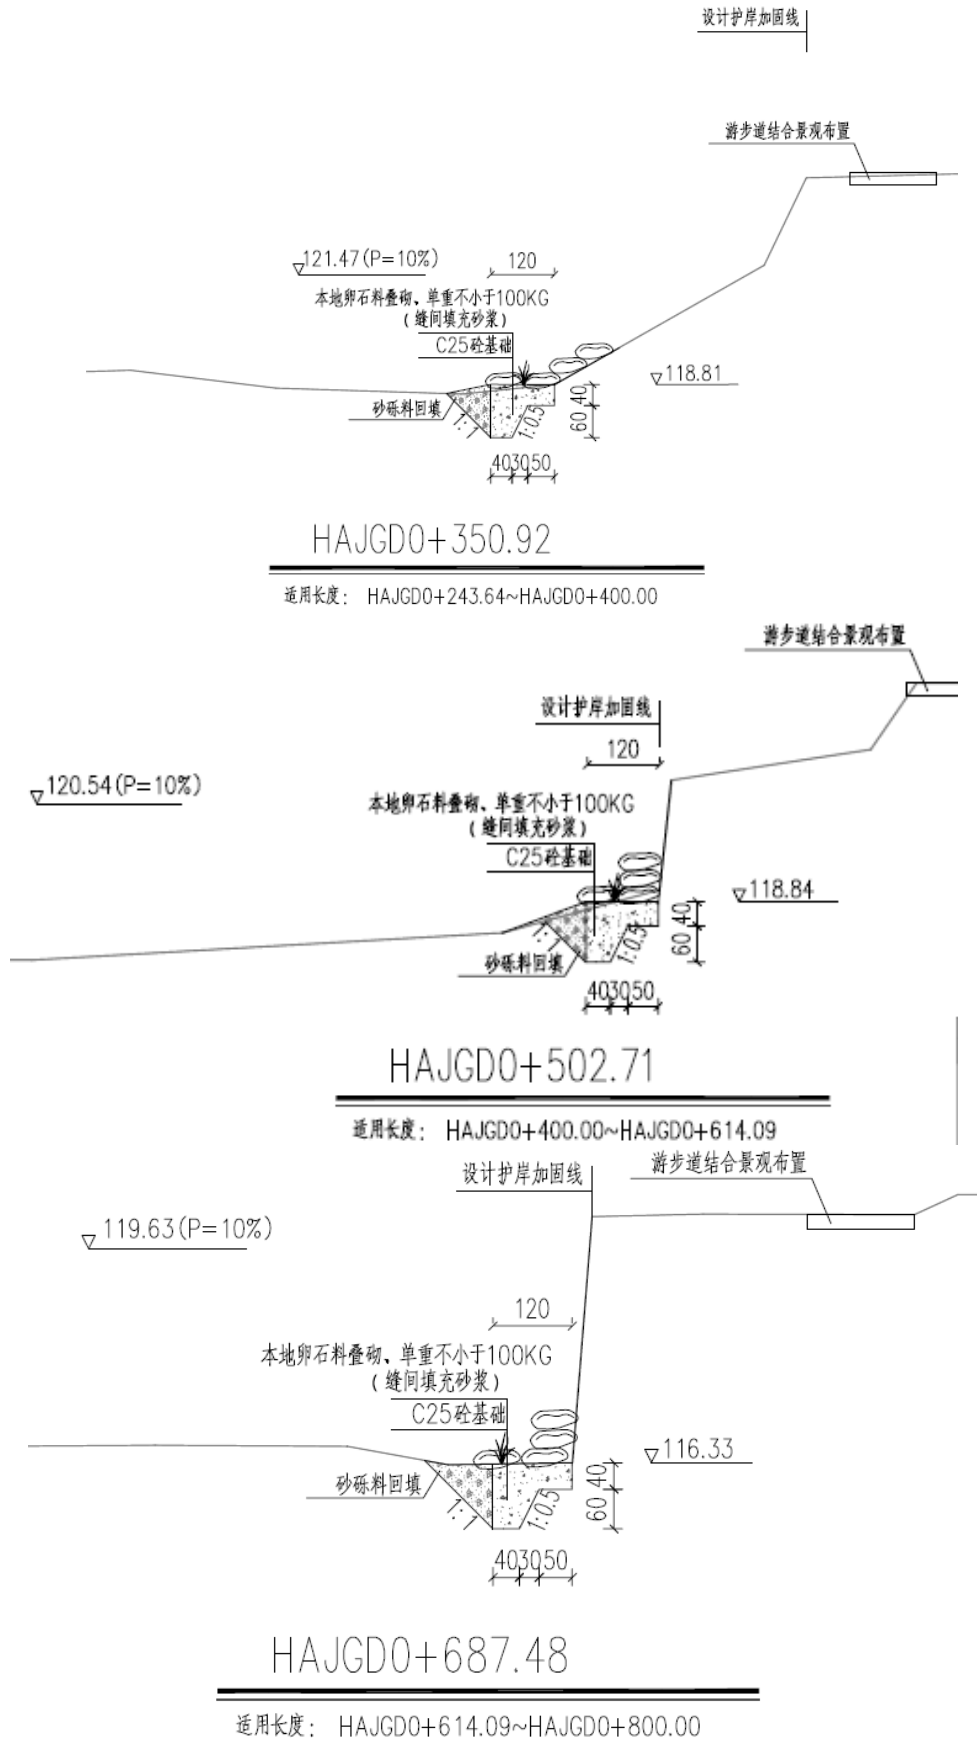 设计护岸加固线
游步道结合景观布置
121.47(P=10%)
120
本地卵石料叠砌、单重不小于100KG
(缝间填充砂浆)
C25砼基础
118.81
砂砾料回填
1:1
1:0.5
40
60
40 30 50
HAJGD0+350.92
适用长度: HAJGD0+243.64~HAJGD0+400.00
游步道结合景观布置
设计护岸加固线
120
120.54(P=10%)
本地卵石料叠砌、单重不小于100KG
(缝间填充砂浆)
C25砼基础
118.84
1:1
1:0.5
40
60
砂砾料回填
40 30 50
HAJGD0+502.71
适用长度: HAJGD0+400.00~HAJGD0+614.09
设计护岸加固线
游步道结合景观布置
119.63(P=10%)
120
本地卵石料叠砌、单重不小于100KG
(缝间填充砂浆)
C25砼基础
116.33
砂砾料回填
1:1
1:0.5
40
60
40 30 50
HAJGD0+687.48
适用长度: HAJGD0+614.09~HAJGD0+800.00